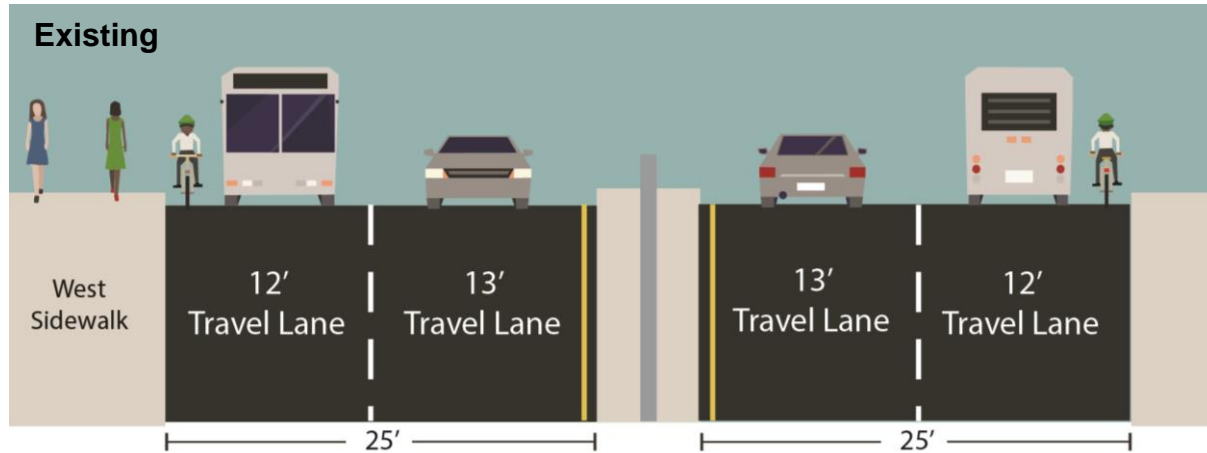 Existing
West
Sidewalk
12’
Travel Lane
13’
Travel Lane
13’
Travel Lane
12’
Travel Lane
25’
25’